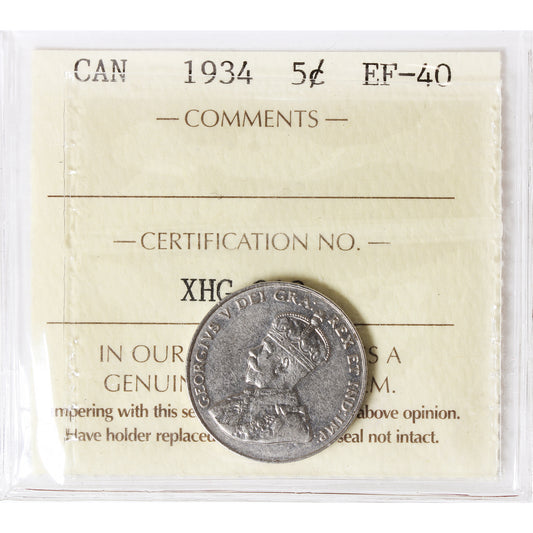 CAN 1934 5¢ EF-40
— COMMENTS —
— CERTIFICATION NO. —
XHG
IN OUR S A
GENUIN M.
mpering with this se above opinion.
Have holder replaced seal not intact.
GEORGIVS V DEI GRA: REX ET IND: IMP: